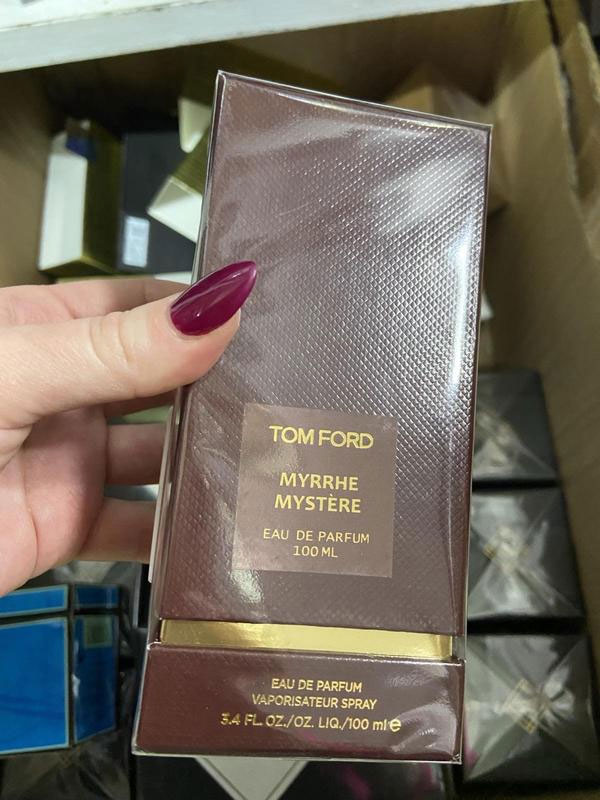 TOM FORD
MYRRHE
MYSTÈRE
EAU DE PARFUM
100 ML
EAU DE PARFUM
VAPORISATEUR SPRAY
3.4 FL. OZ./OZ. LIQ./100 ml ℮